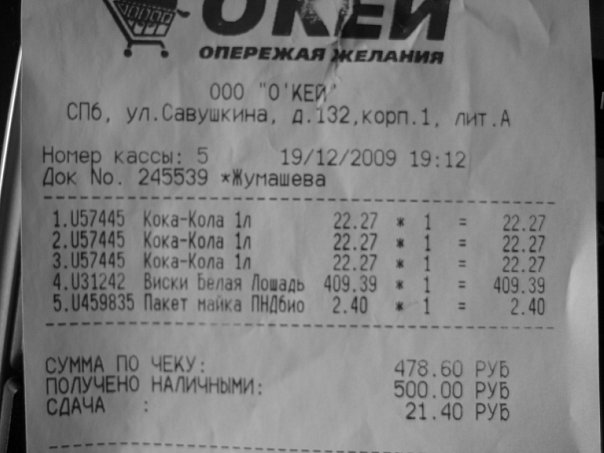 ОКЕЙ
ОПЕРЕЖАЯ ЖЕЛАНИЯ
ООО "О'КЕЙ"
СПб, ул.Савушкина, д.132,корп.1, лит.А
Номер кассы: 5 19/12/2009 19:12
Док No. 245539 *Жумашева
1.U57445 Кока-Кола 1л 22.27 * 1 = 22.27
2.U57445 Кока-Кола 1л 22.27 * 1 = 22.27
3.U57445 Кока-Кола 1л 22.27 * 1 = 22.27
4.U31242 Виски Белая Лошадь 409.39 * 1 = 409.39
5.U459835 Пакет майка ПНДбио 2.40 * 1 = 2.40
СУММА ПО ЧЕКУ: 478.60 РУБ
ПОЛУЧЕНО НАЛИЧНЫМИ: 500.00 РУБ
СДАЧА : 21.40 РУБ